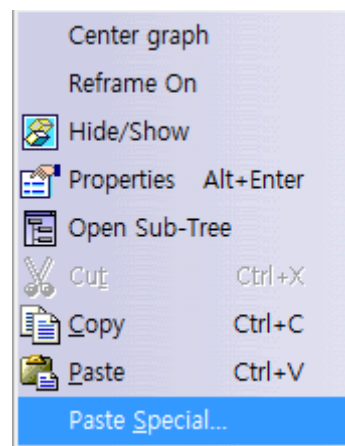 Center graph
Reframe On
Hide/Show
Properties Alt+Enter
Open Sub-Tree
Cut Ctrl+X
Copy Ctrl+C
Paste Ctrl+V
Paste Special...